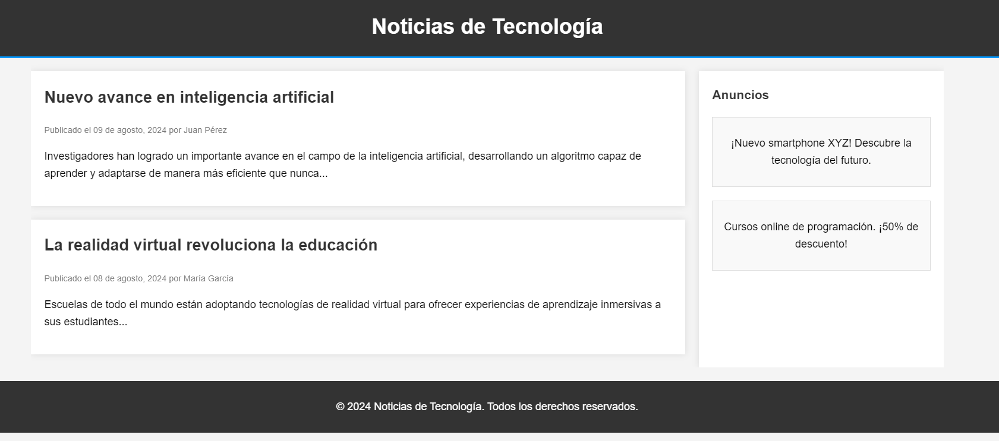 Noticias de Tecnología
Nuevo avance en inteligencia artificial
Publicado el 09 de agosto, 2024 por Juan Pérez
Investigadores han logrado un importante avance en el campo de la inteligencia artificial, desarrollando un algoritmo capaz de
aprender y adaptarse de manera más eficiente que nunca...
La realidad virtual revoluciona la educación
Publicado el 08 de agosto, 2024 por María García
Escuelas de todo el mundo están adoptando tecnologías de realidad virtual para ofrecer experiencias de aprendizaje inmersivas a
sus estudiantes...
Anuncios
¡Nuevo smartphone XYZ! Descubre la
tecnología del futuro.
Cursos online de programación. ¡50% de
descuento!
© 2024 Noticias de Tecnología. Todos los derechos reservados.